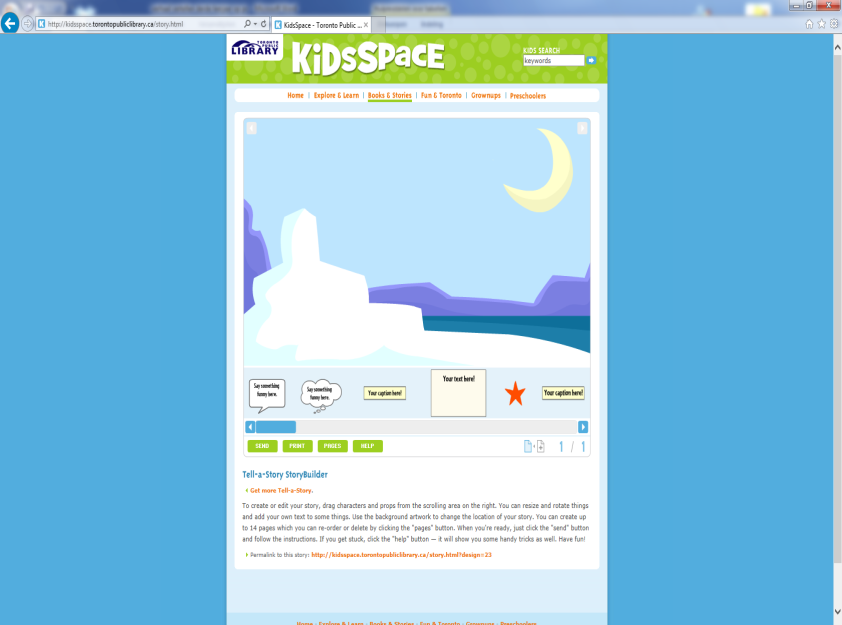 http://kidsspace.torontopubliclibrary.ca/story.html
KidsSpace - Toronto Public ...
TORONTO
PUBLIC
LIBRARY
KiDsSPacE
KIDS SEARCH
keywords
Home | Explore & Learn | Books & Stories | Fun & Toronto | Grownups | Preschoolers
Say something
funny here.
Say something
funny here.
Your caption here!
Your text here!
Your caption here!
SEND PRINT PAGES HELP
1 / 1
Tell-a-Story StoryBuilder
Get more Tell-a-Story.
To create or edit your story, drag characters and props from the scrolling area on the right. You can resize and rotate things
and add your own text to some things. Use the background artwork to change the location of your story. You can create up
to 14 pages which you can re-order or delete by clicking the "pages" button. When you're ready, just click the "send" button
and follow the instructions. If you get stuck, click the "help" button — it will show you some handy tricks as well. Have fun!
Permalink to this story: http://kidsspace.torontopubliclibrary.ca/story.html?design=23
Home - Explore & Learn - Books & Stories - Fun & Toronto - Grownups - Preschoolers